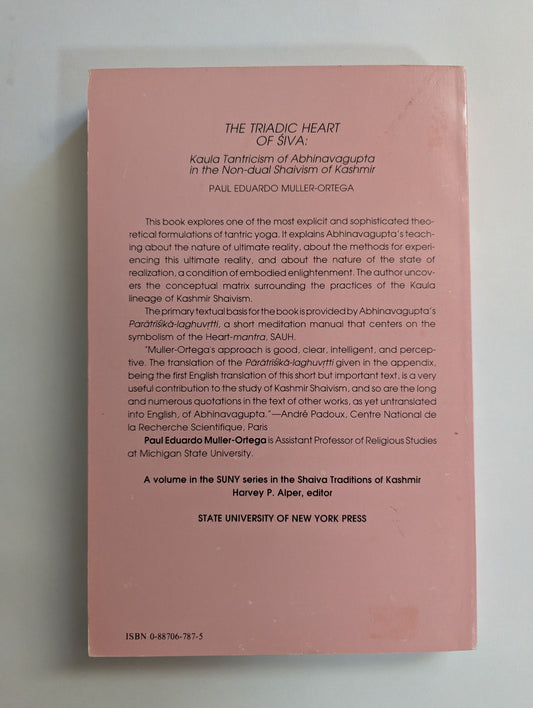 THE TRIADIC HEART
OF ŚIVA:
Kaula Tantricism of Abhinavagupta
in the Non-dual Shaivism of Kashmir
PAUL EDUARDO MULLER-ORTEGA
This book explores one of the most explicit and sophisticated theo-
retical formulations of tantric yoga. It explains Abhinavagupta's teach-
ing about the nature of ultimate reality, about the methods for experi-
encing this ultimate reality, and about the nature of the state of
realization, a condition of embodied enlightenment. The author uncov-
ers the conceptual matrix surrounding the practices of the Kaula
lineage of Kashmir Shaivism.
The primary textual basis for the book is provided by Abhinavagupta's
Parātrīśikā-laghuvṛtti, a short meditation manual that centers on the
symbolism of the Heart-mantra, SAUH.
"Muller-Ortega's approach is good, clear, intelligent, and percep-
tive. The translation of the Parātrīśikā-laghuvṛtti given in the appendix,
being the first English translation of this short but important text, is a very
useful contribution to the study of Kashmir Shaivism, and so are the long
and numerous quotations in the text of other works, as yet untranslated
into English, of Abhinavagupta."—André Padoux, Centre National de
la Recherche Scientifique, Paris
Paul Eduardo Muller-Ortega is Assistant Professor of Religious Studies
at Michigan State University.
A volume in the SUNY series in the Shaiva Traditions of Kashmir
Harvey P. Alper, editor
STATE UNIVERSITY OF NEW YORK PRESS
ISBN 0-88706-787-5